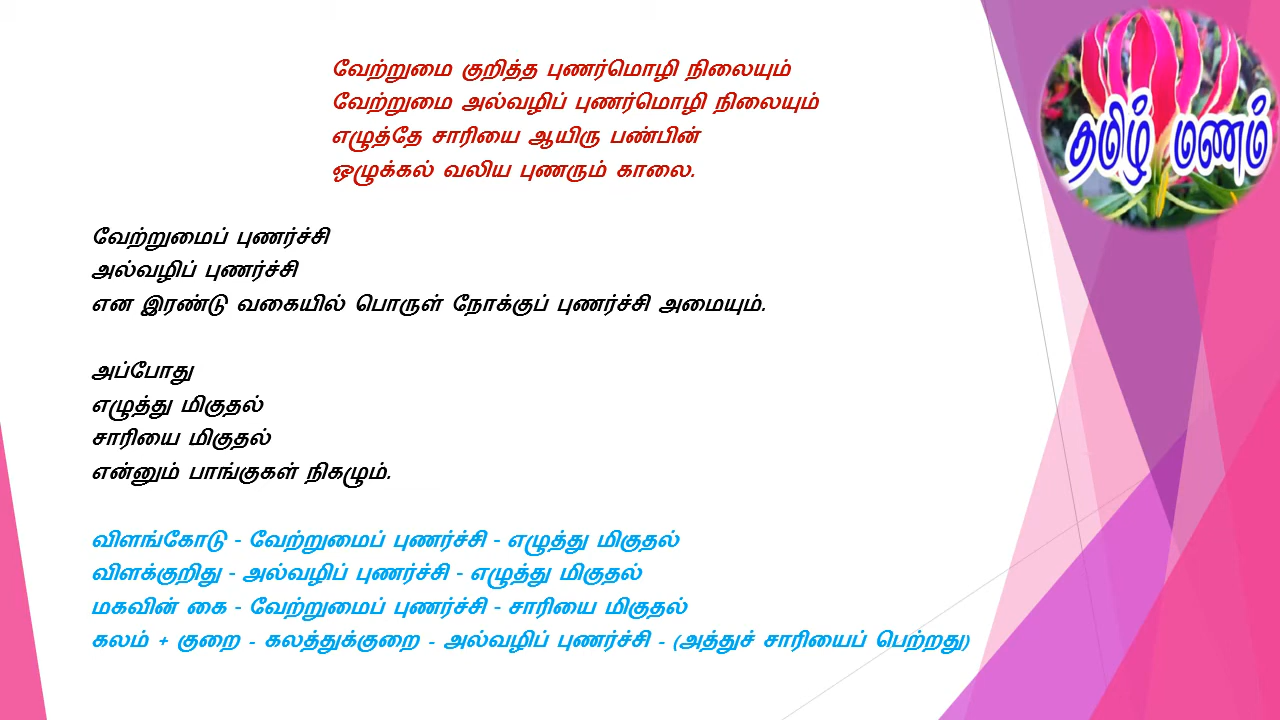 வேற்றுமை குறித்த புணர்மொழி நிலையும்
வேற்றுமை அல்வழிப் புணர்மொழி நிலையும்
எழுத்தே சாரியை ஆயிரு பண்பின்
ஒழுக்கல் வலிய புணரும் காலை.
தமிழ் மணம்
வேற்றுமைப் புணர்ச்சி
அல்வழிப் புணர்ச்சி
என இரண்டு வகையில் பொருள் நோக்குப் புணர்ச்சி அமையும்.
அப்போது
எழுத்து மிகுதல்
சாரியை மிகுதல்
என்னும் பாங்குகள் நிகழும்.
விளங்கோடு - வேற்றுமைப் புணர்ச்சி - எழுத்து மிகுதல்
விளக்குறிது - அல்வழிப் புணர்ச்சி - எழுத்து மிகுதல்
மகவின் கை - வேற்றுமைப் புணர்ச்சி - சாரியை மிகுதல்
கலம் + குறை - கலத்துக்குறை - அல்வழிப் புணர்ச்சி - (அத்துச் சாரியைப் பெற்றது)